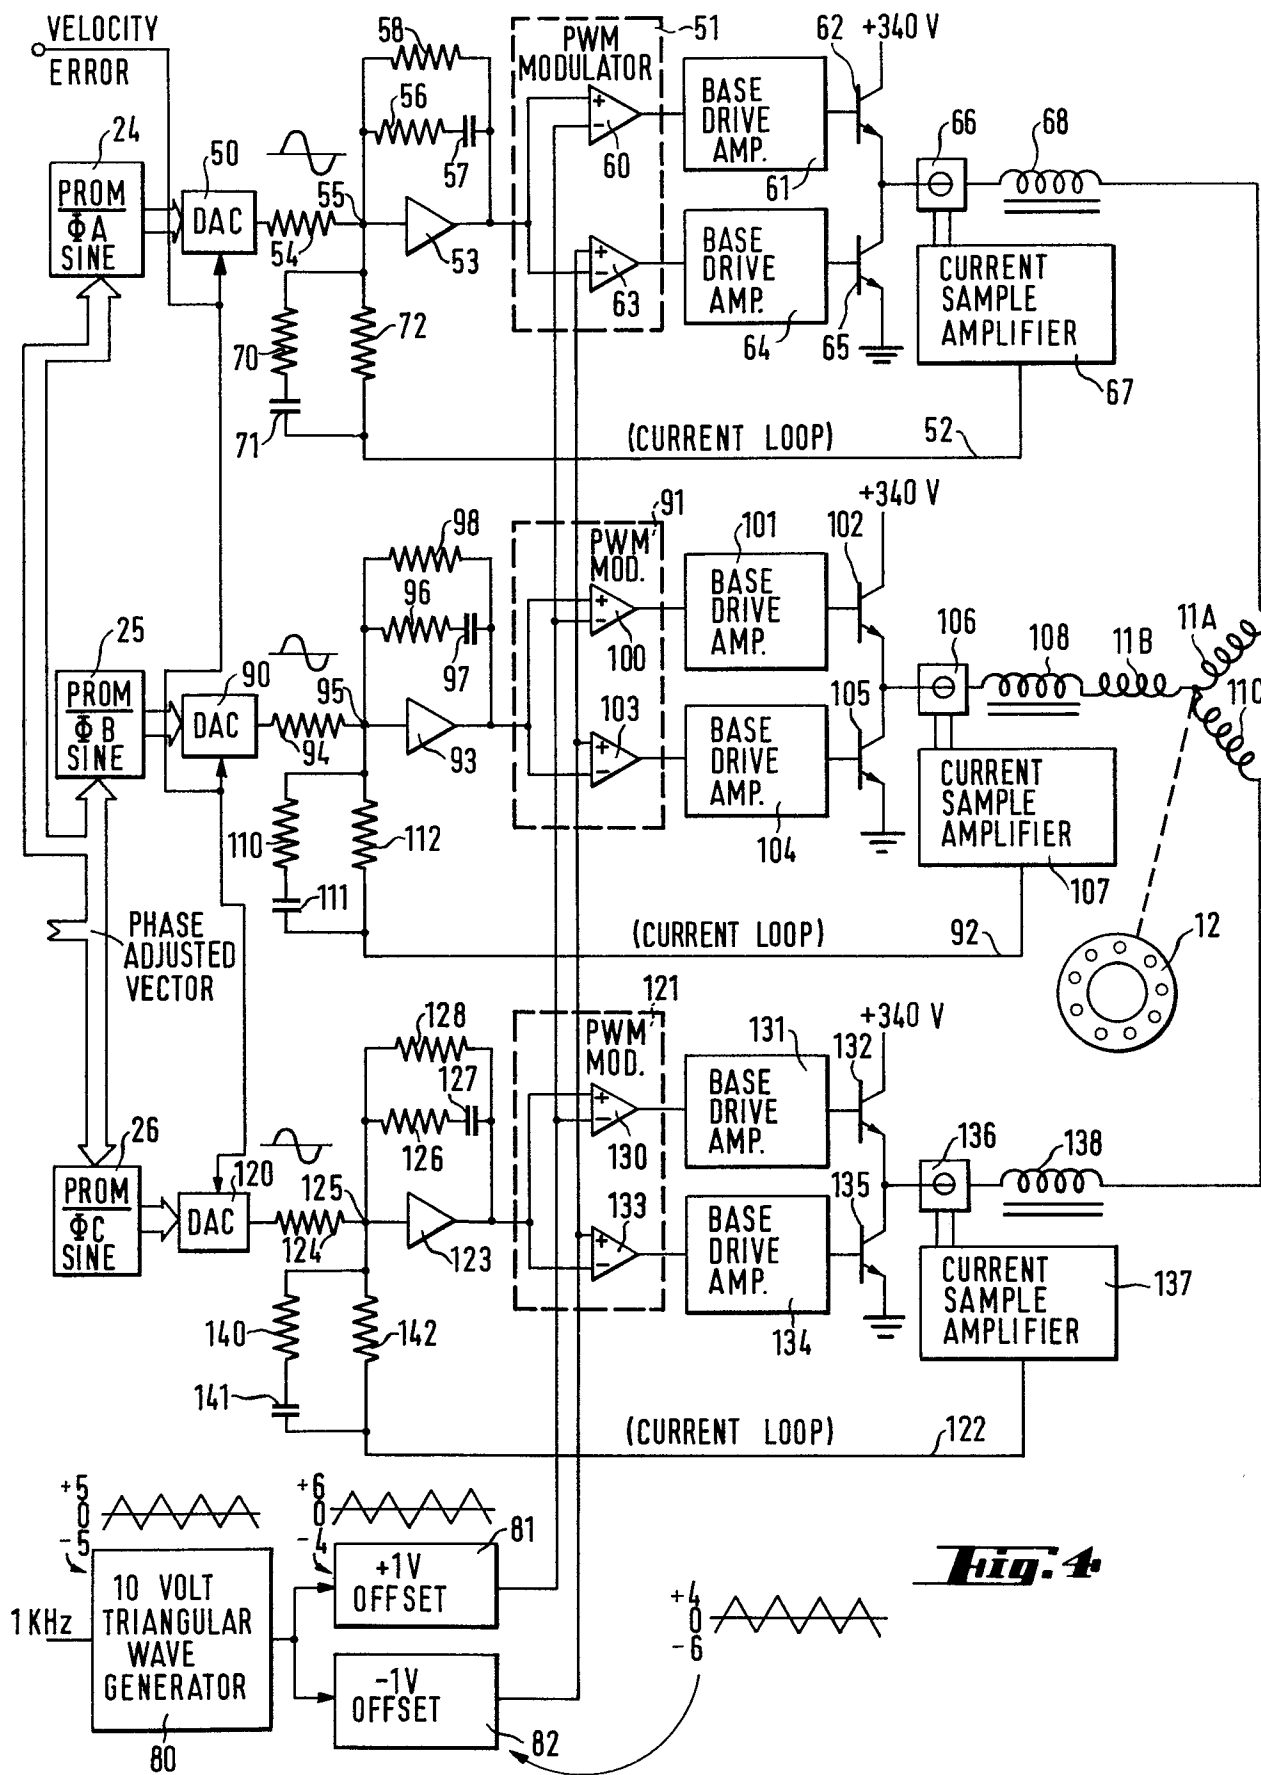 VELOCITY
ERROR
24
PROM
ΦA
SINE
50
DAC
54
55
58
56
57
53
70
71
72
PWM
MODULATOR
51
+
−
60
+
−
63
BASE
DRIVE
AMP.
61
BASE
DRIVE
AMP.
64
62
+340 V
65
66
68
CURRENT
SAMPLE
AMPLIFIER
67
(CURRENT LOOP)
52
25
PROM
ΦB
SINE
90
DAC
94
95
98
96
97
93
110
111
112
PWM
MOD.
91
+
−
100
103
+
−
101
BASE
DRIVE
AMP.
BASE
DRIVE
AMP.
104
+340 V
102
105
106
108
11B
11A
11C
CURRENT
SAMPLE
AMPLIFIER
107
(CURRENT LOOP)
92
12
PHASE
ADJUSTED
VECTOR
26
PROM
ΦC
SINE
120
DAC
124
125
128
127
126
123
140
141
142
PWM
MOD.
121
+
−
130
133
+
−
131
BASE
DRIVE
AMP.
BASE
DRIVE
AMP.
134
+340 V
132
135
136
138
CURRENT
SAMPLE
AMPLIFIER
137
(CURRENT LOOP)
122
+5
0
−5
1 KHz
10 VOLT
TRIANGULAR
WAVE
GENERATOR
80
+6
0
−4
81
+1V
OFFSET
−1V
OFFSET
82
+4
0
−6
Fig. 4